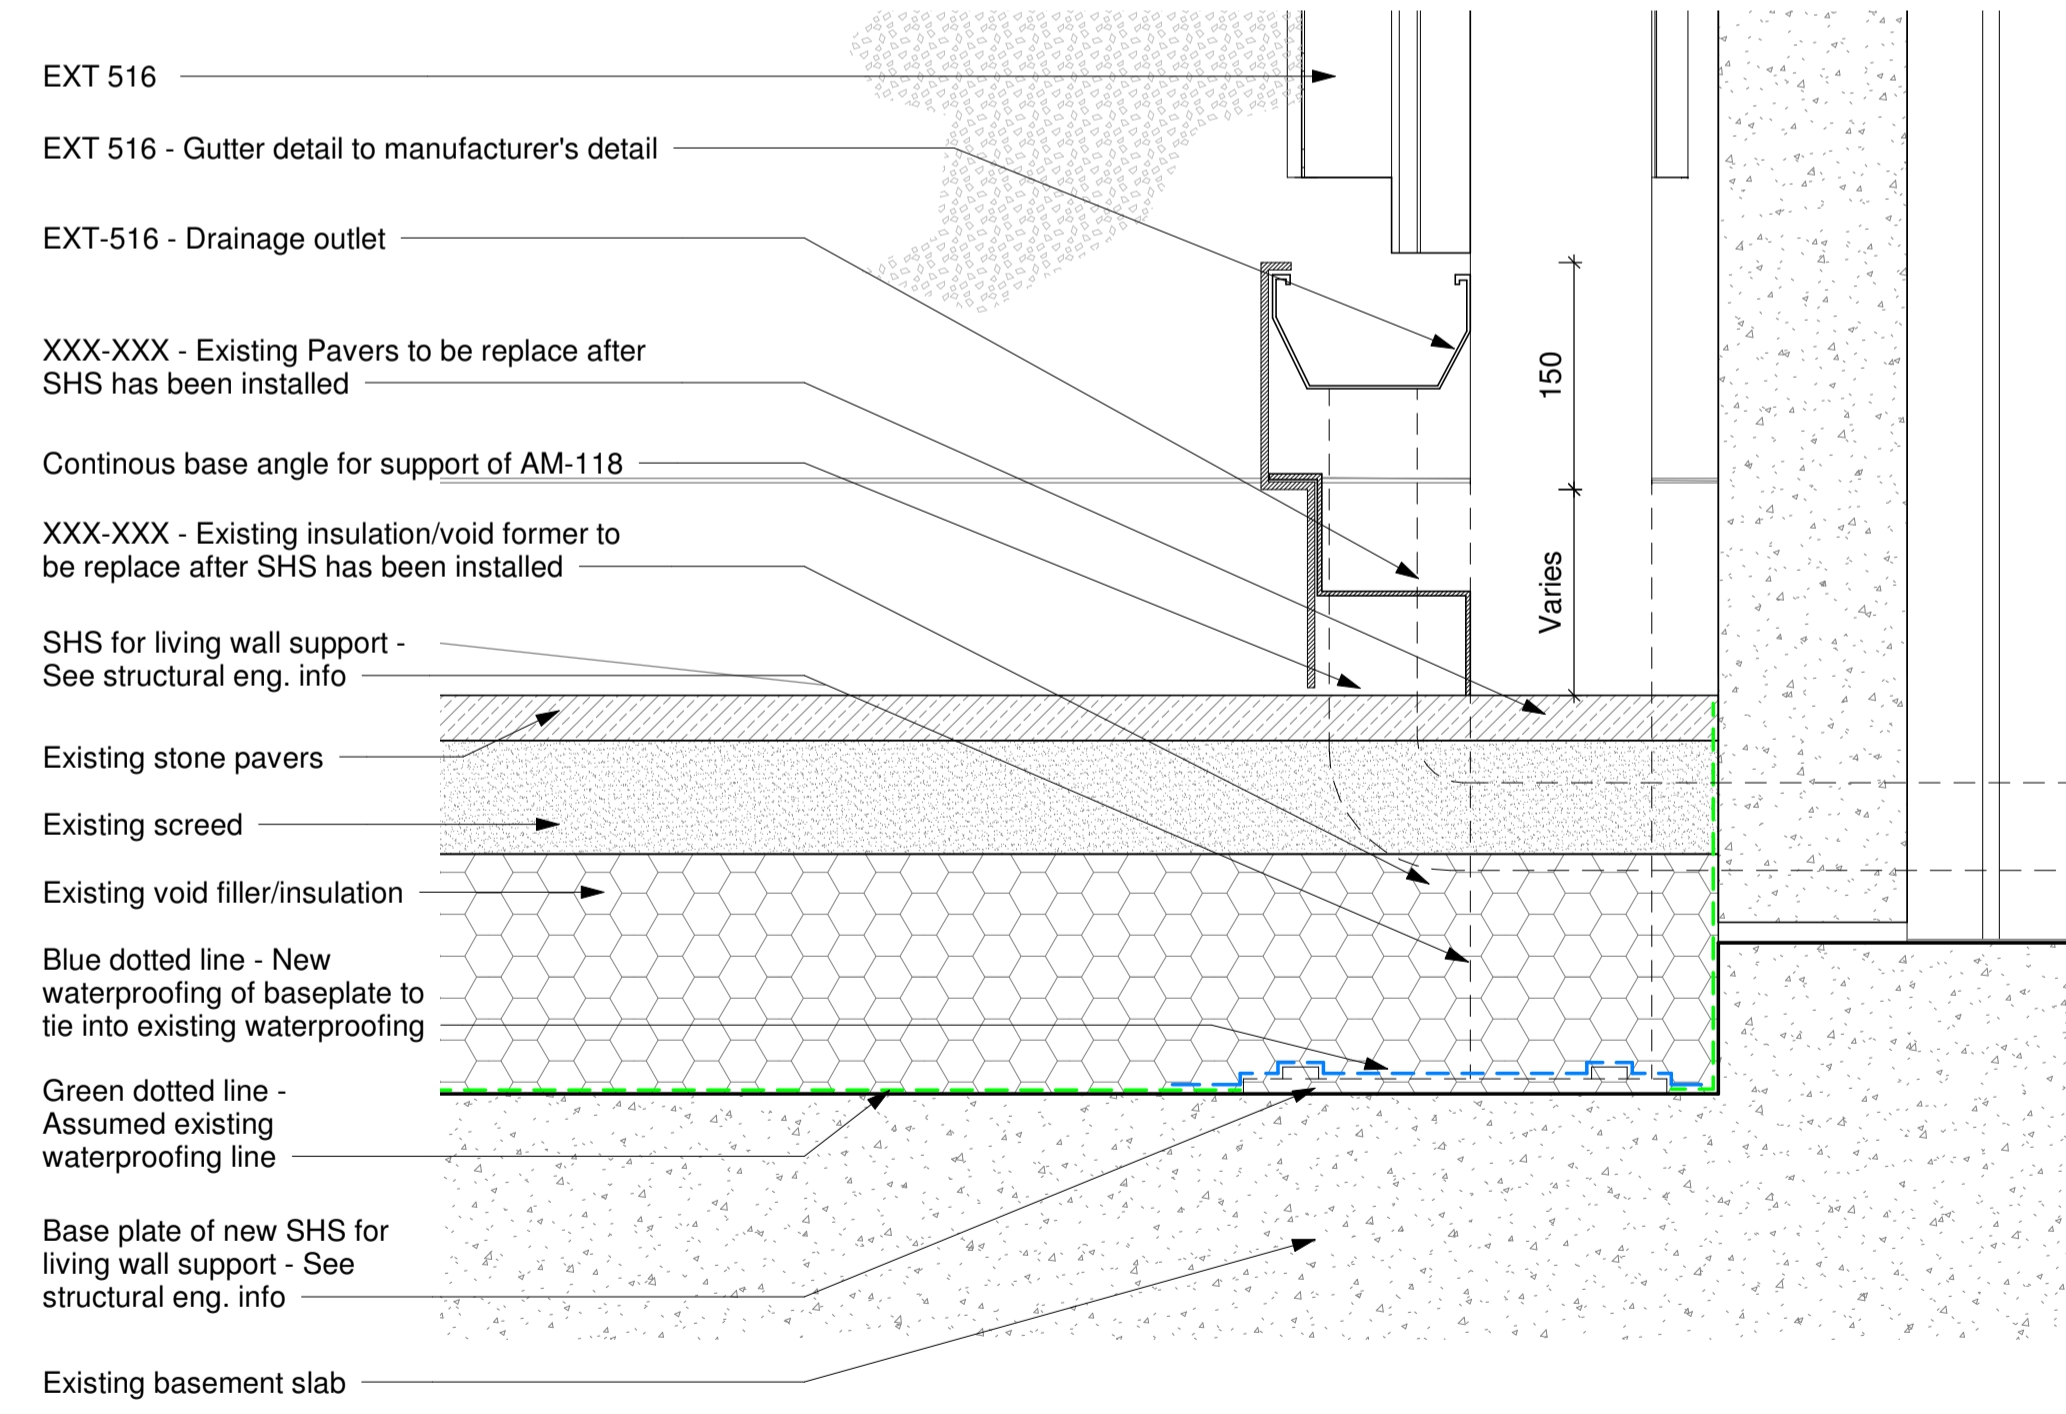 EXT 516
EXT 516 - Gutter detail to manufacturer's detail
EXT-516 - Drainage outlet
XXX-XXX - Existing Pavers to be replace after
SHS has been installed
150
Continous base angle for support of AM-118
XXX-XXX - Existing insulation/void former to
be replace after SHS has been installed
Varies
SHS for living wall support -
See structural eng. info
Existing stone pavers
Existing screed
Existing void filler/insulation
Blue dotted line - New
waterproofing of baseplate to
tie into existing waterproofing
Green dotted line -
Assumed existing
waterproofing line
Base plate of new SHS for
living wall support - See
structural eng. info
Existing basement slab